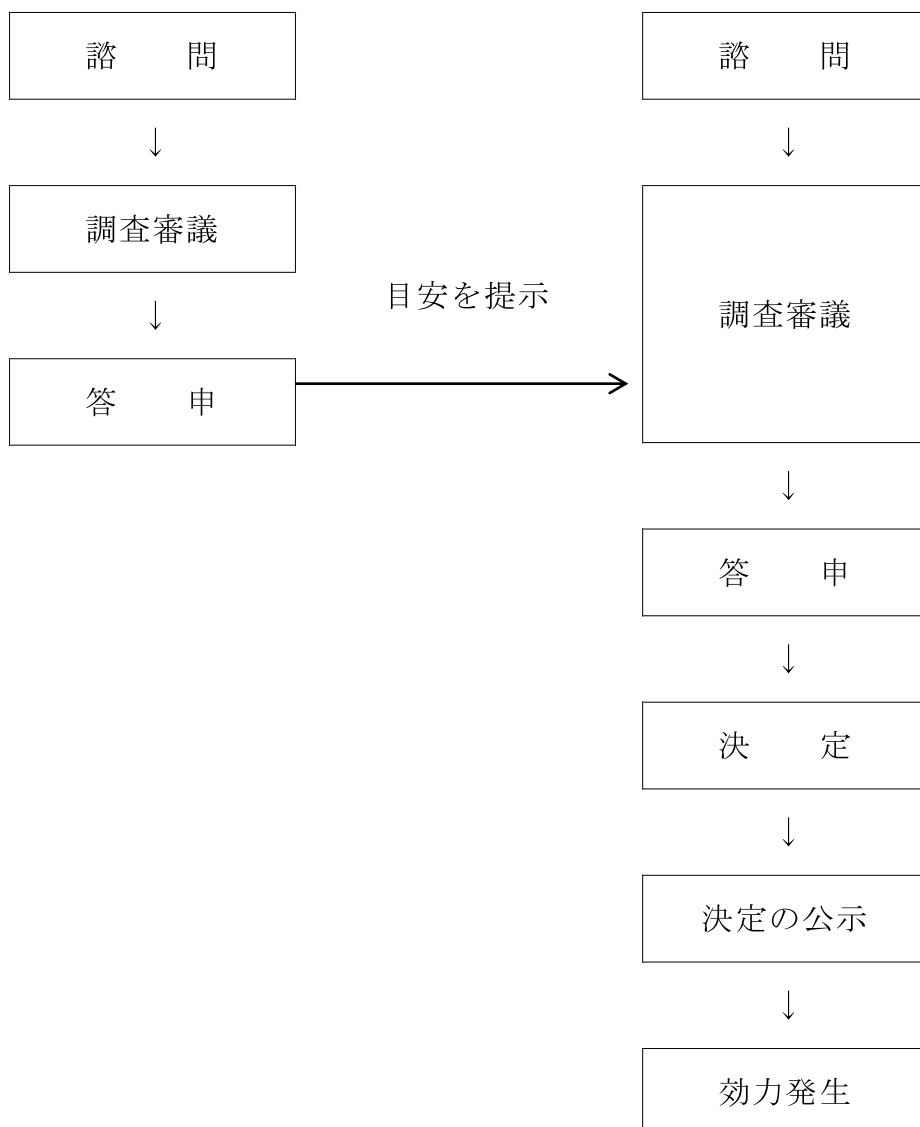 諮　　問
↓
調査審議
↓
答　　申
目安を提示
諮　　問
↓
調査審議
↓
答　　申
↓
決　　定
↓
決定の公示
↓
効力発生